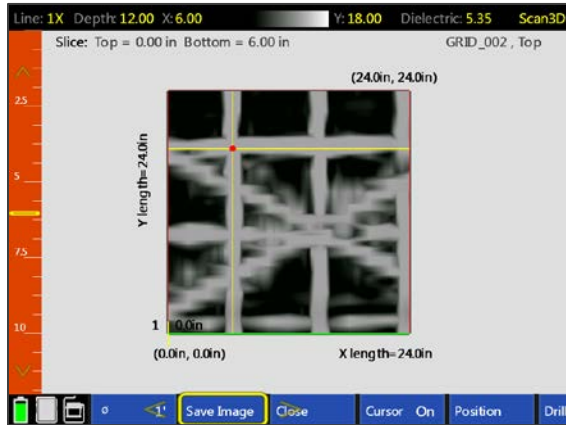 Line: 1X Depth: 12.00 X: 6.00 Y: 18.00 Dielectric: 5.35 Scan3D
Slice: Top = 0.00 in Bottom = 6.00 in GRID_002 , Top
(24.0in, 24.0in)
2.5
Y length=24.0in
5
7.5
10
1 0.0in
(0.0in, 0.0in) X length=24.0in
ø <1' Save Image Close > Cursor On Position Drill